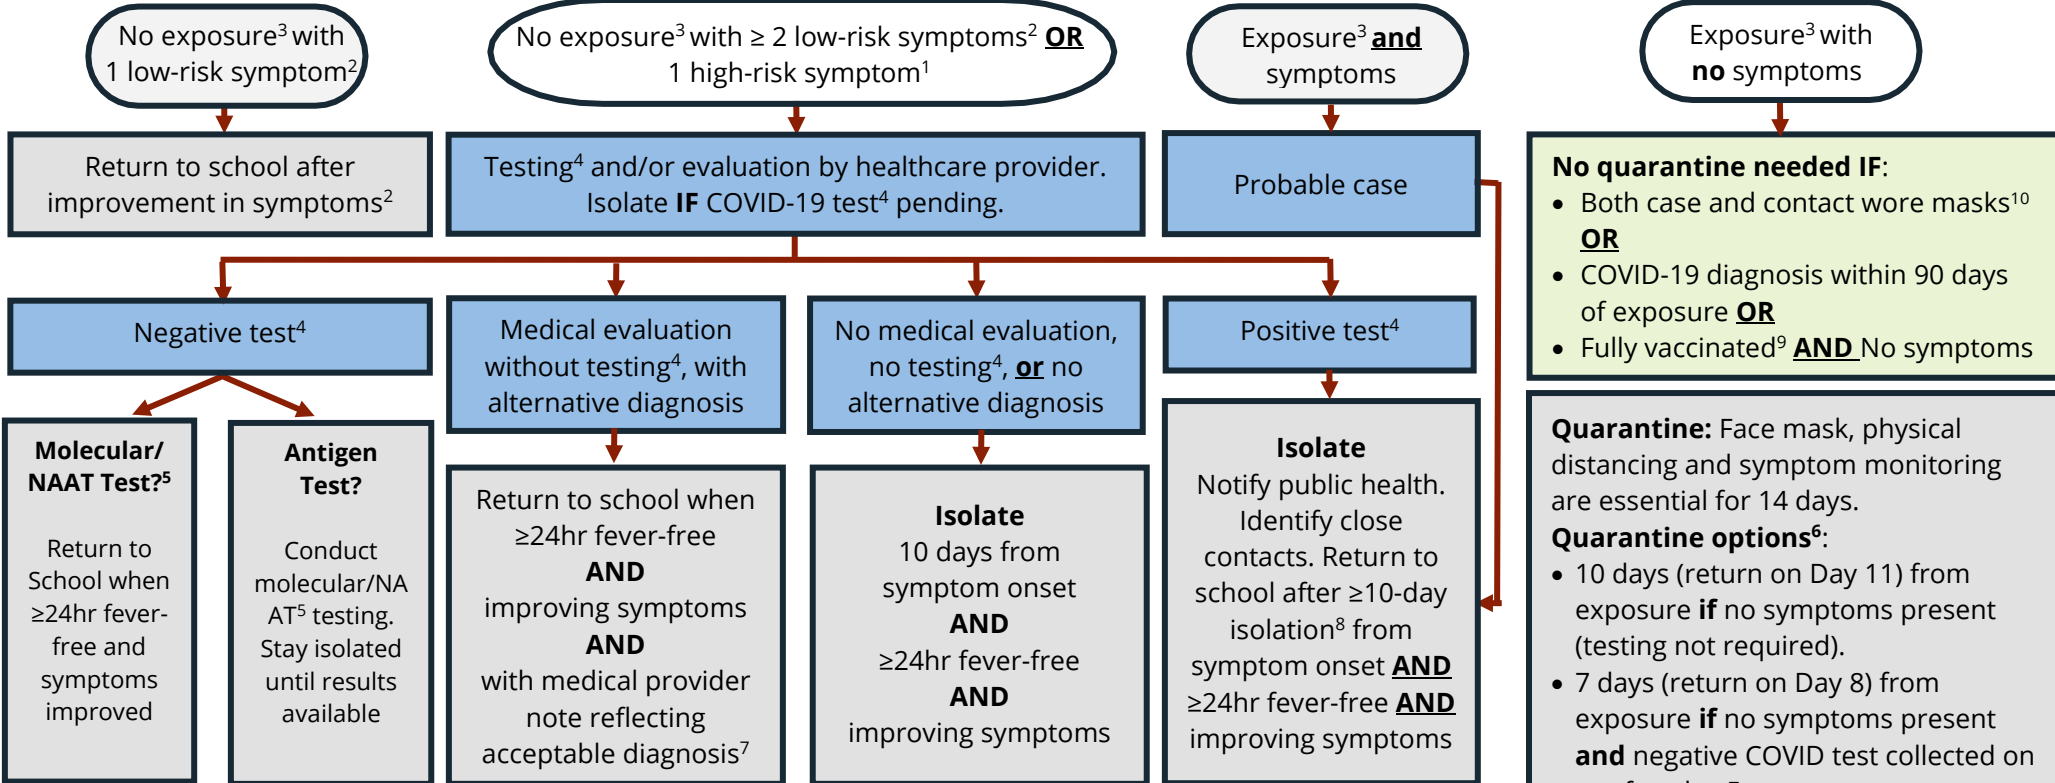 No exposure³ with
1 low-risk symptom²
No exposure³ with ≥ 2 low-risk symptoms² OR
1 high-risk symptom¹
Exposure³ and
symptoms
Exposure³ with
no symptoms
Return to school after
improvement in symptoms²
Testing⁴ and/or evaluation by healthcare provider.
Isolate IF COVID-19 test⁴ pending.
Probable case
No quarantine needed IF:
• Both case and contact wore masks¹⁰
OR
• COVID-19 diagnosis within 90 days
of exposure OR
• Fully vaccinated⁹ AND No symptoms
Negative test⁴
Medical evaluation
without testing⁴, with
alternative diagnosis
No medical evaluation,
no testing⁴, or no
alternative diagnosis
Positive test⁴
Molecular/
NAAT Test?⁵
Return to
School when
≥24hr fever-
free and
symptoms
improved
Antigen
Test?
Conduct
molecular/NA
AT⁵ testing.
Stay isolated
until results
available
Return to school when
≥24hr fever-free
AND
improving symptoms
AND
with medical provider
note reflecting
acceptable diagnosis⁷
Isolate
10 days from
symptom onset
AND
≥24hr fever-free
AND
improving symptoms
Isolate
Notify public health.
Identify close
contacts. Return to
school after ≥10-day
isolation⁸ from
symptom onset AND
≥24hr fever-free AND
improving symptoms
Quarantine: Face mask, physical
distancing and symptom monitoring
are essential for 14 days.
Quarantine options⁶:
• 10 days (return on Day 11) from
exposure if no symptoms present
(testing not required).
• 7 days (return on Day 8) from
exposure if no symptoms present
and negative COVID test collected on